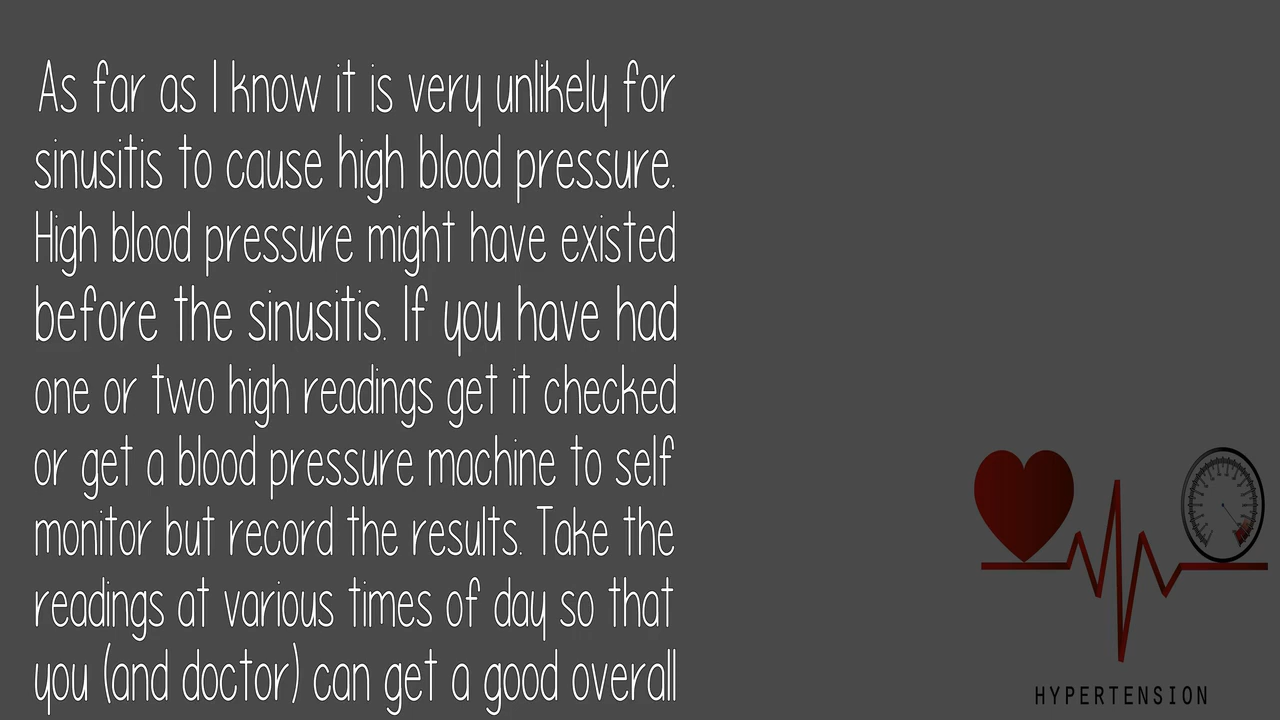 As far as I know it is very unlikely for
sinusitis to cause high blood pressure.
High blood pressure might have existed
before the sinusitis. If you have had
one or two high readings get it checked
or get a blood pressure machine to self
monitor but record the results. Take the
readings at various times of day so that
you (and doctor) can get a good overall
HYPERTENSION